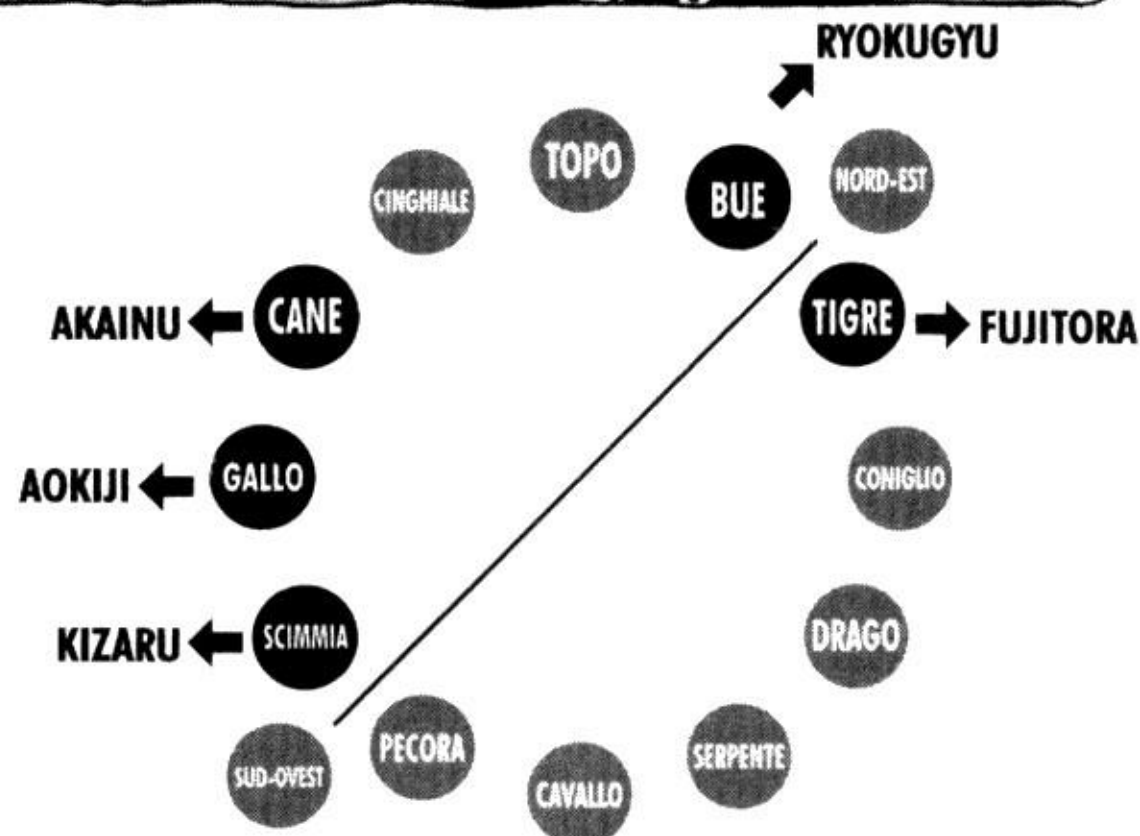 RYOKUGYU
TOPO
BUE
NORD-EST
CINGHIALE
CANE
AKAINU
TIGRE
FUJITORA
GALLO
AOKIJI
CONIGLIO
SCIMMIA
KIZARU
DRAGO
PECORA
SERPENTE
SUD-OVEST
CAVALLO